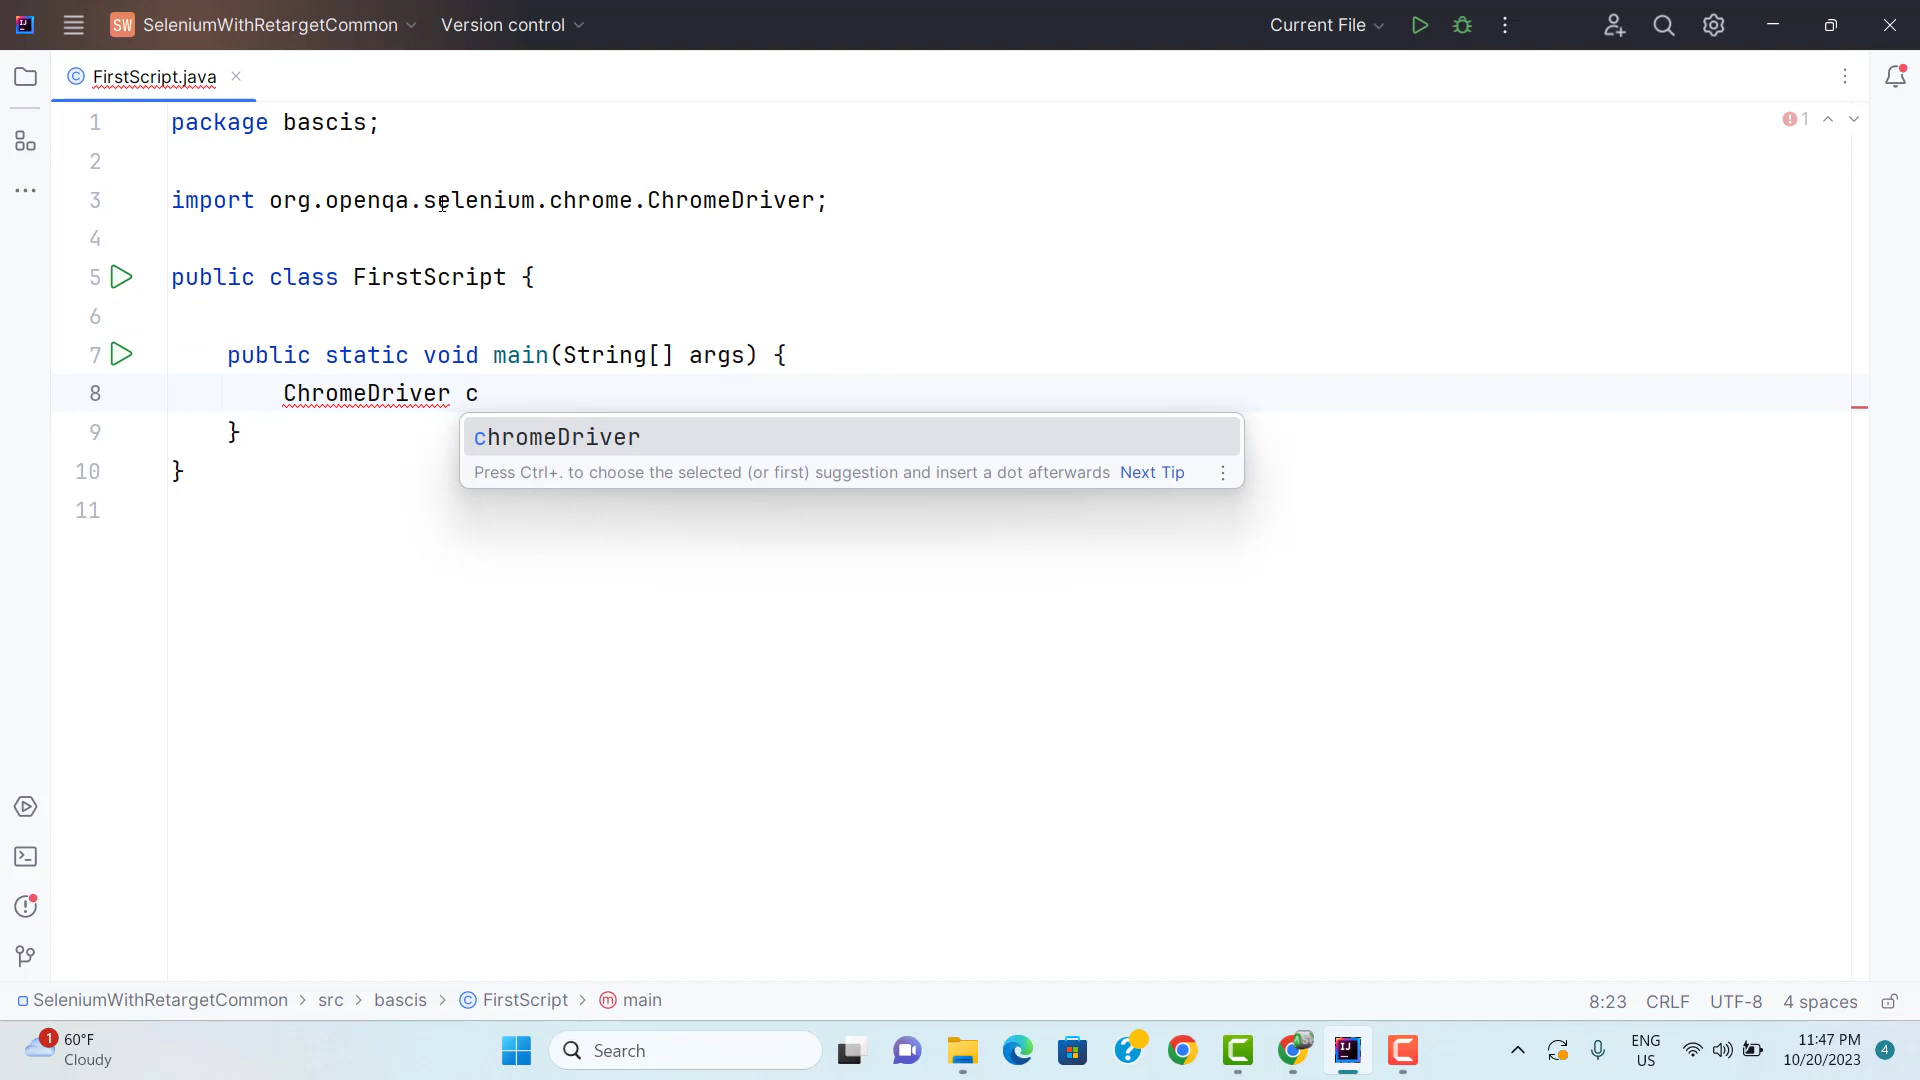 SW SeleniumWithRetargetCommon Version control Current File
FirstScript.java
1 package bascis; 1
2
3 import org.openqa.selenium.chrome.ChromeDriver;
4
5 public class FirstScript {
6
7 public static void main(String[] args) {
8 ChromeDriver c
chromeDriver
9 }
10 }
Press Ctrl+. to choose the selected (or first) suggestion and insert a dot afterwards Next Tip
11
SeleniumWithRetargetCommon > src > bascis > FirstScript > main 8:23 CRLF UTF-8 4 spaces
1 60°F
Cloudy
Search
ENG
US
11:47 PM
10/20/2023
4